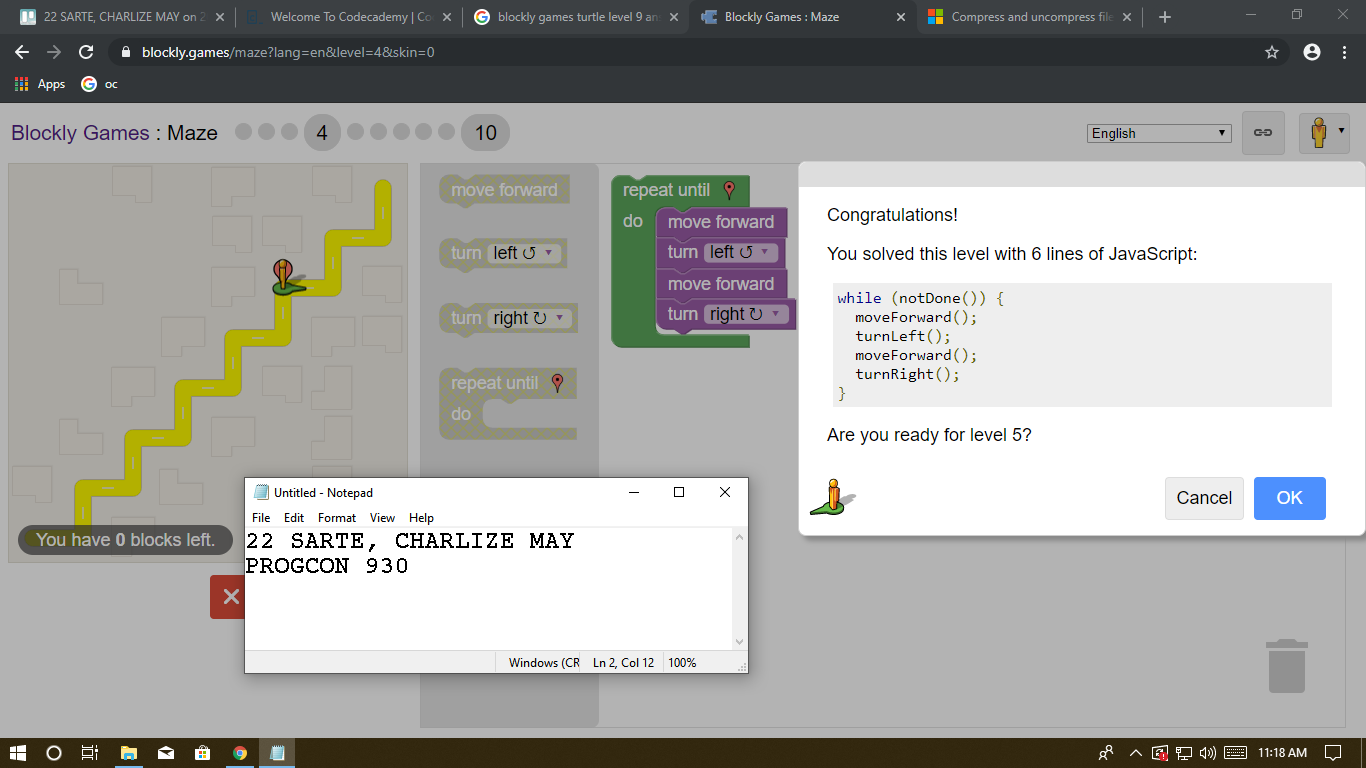 22 SARTE, CHARLIZE MAY on 2
Welcome To Codecademy | Co
blockly games turtle level 9 an
Blockly Games : Maze
Compress and uncompress file
blockly.games/maze?lang=en&level=4&skin=0
Apps
oc
Blockly Games : Maze
4
10
English
move forward
turn left ↺
turn right ↻
repeat until
do
repeat until
do
move forward
turn left ↺
move forward
turn right ↻
You have 0 blocks left.
Congratulations!
You solved this level with 6 lines of JavaScript:
while (notDone()) {
moveForward();
turnLeft();
moveForward();
turnRight();
}
Are you ready for level 5?
Cancel
OK
Untitled - Notepad
File Edit Format View Help
22 SARTE, CHARLIZE MAY
PROGCON 930
Windows (CR
Ln 2, Col 12
100%
11:18 AM